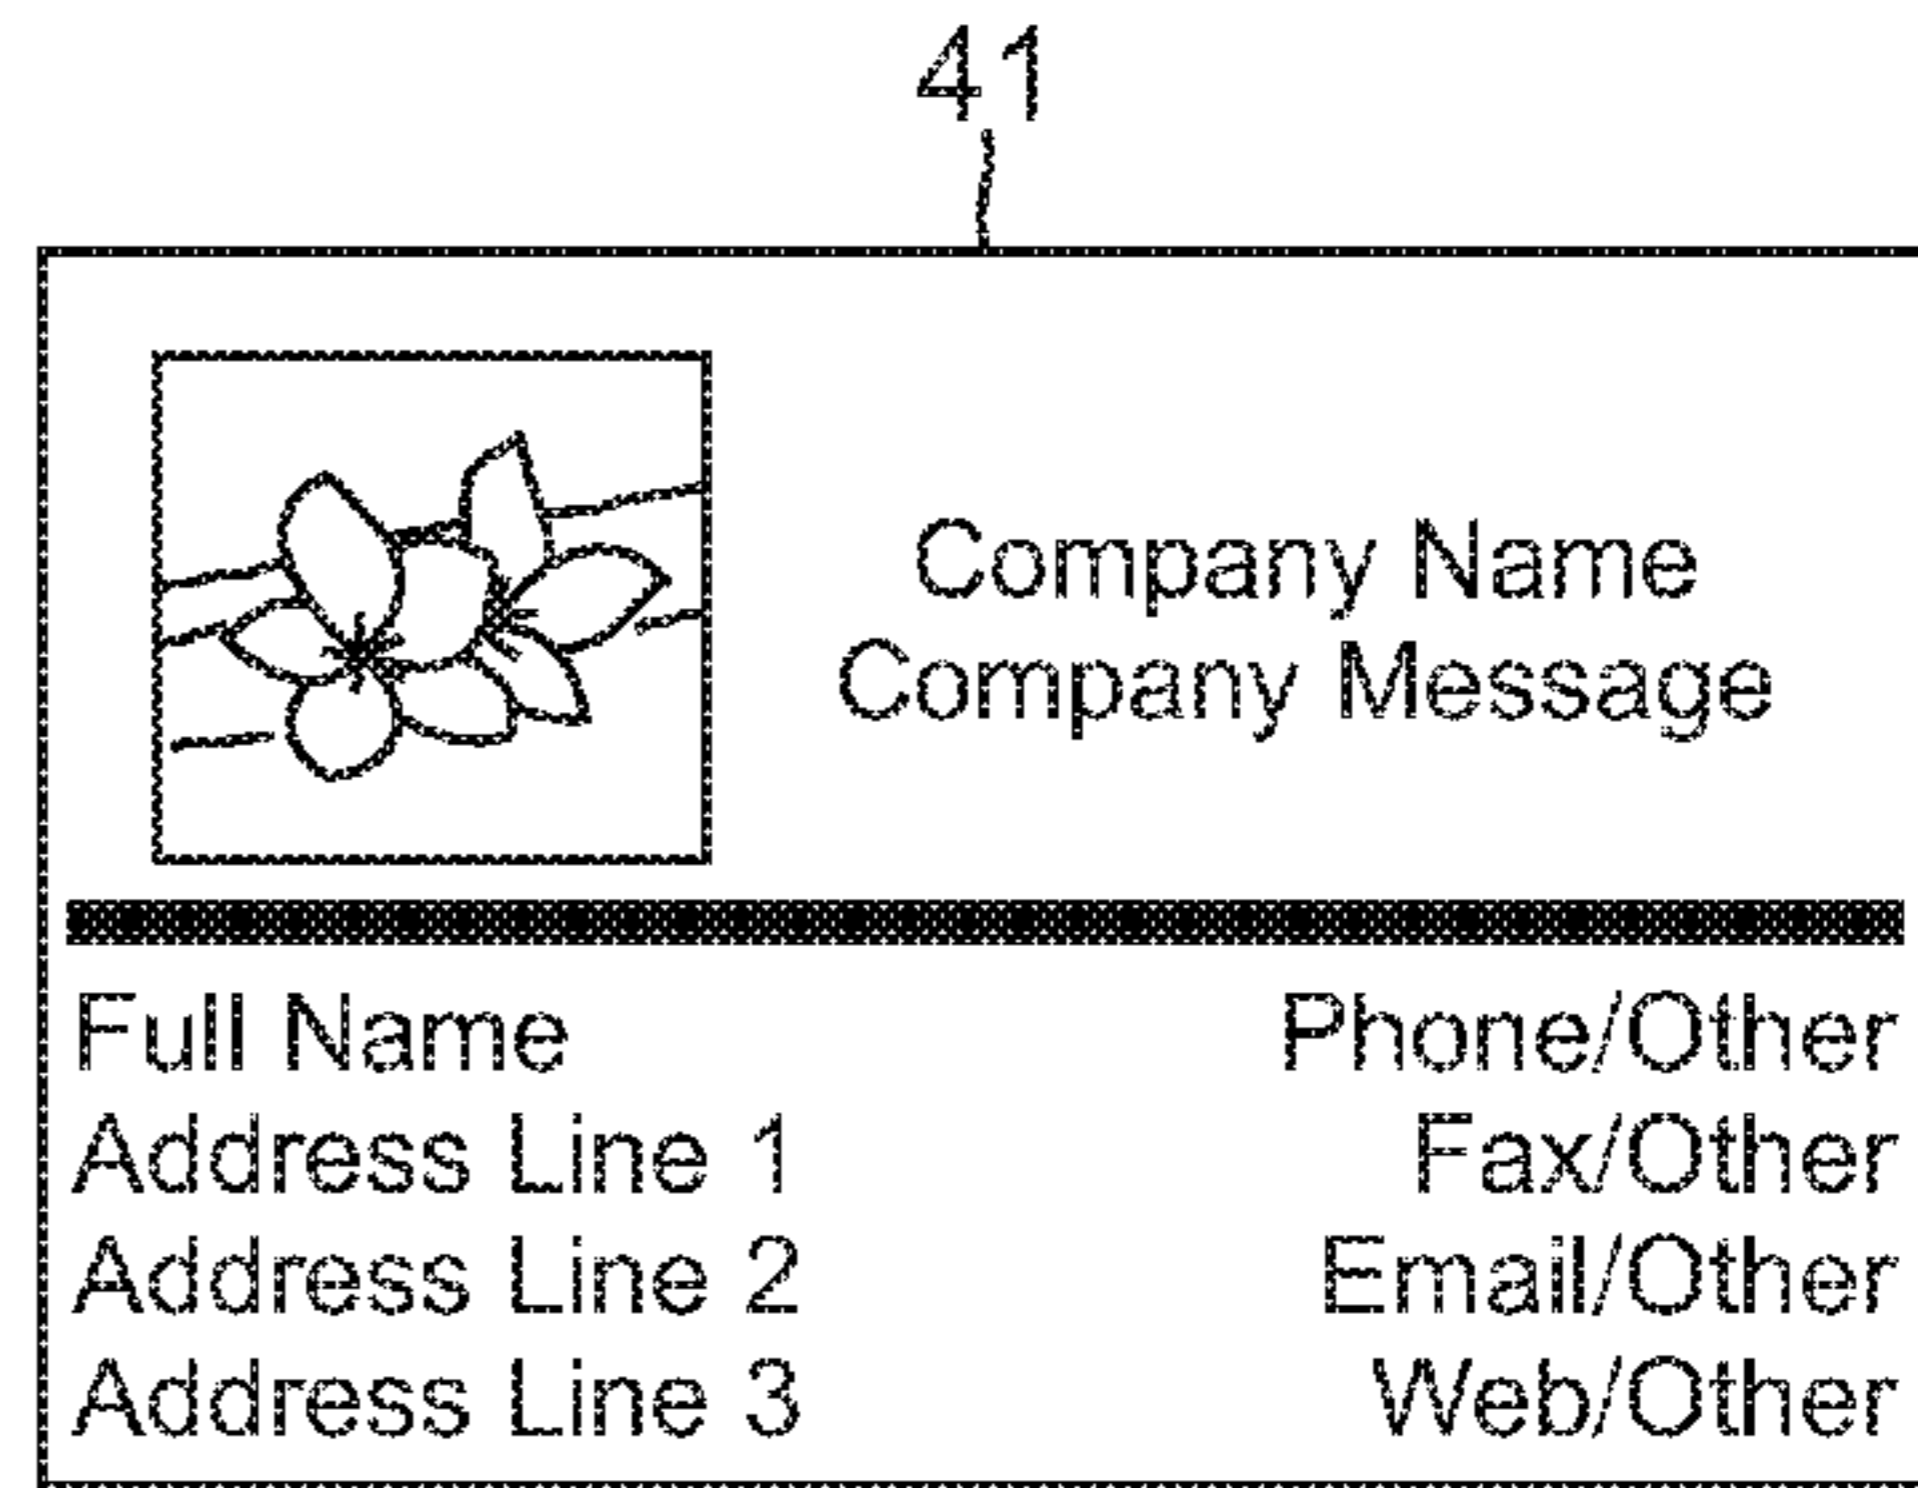 41
Company Name
Company Message
Full Name
Phone/Other
Address Line 1
Fax/Other
Address Line 2
Email/Other
Address Line 3
Web/Other